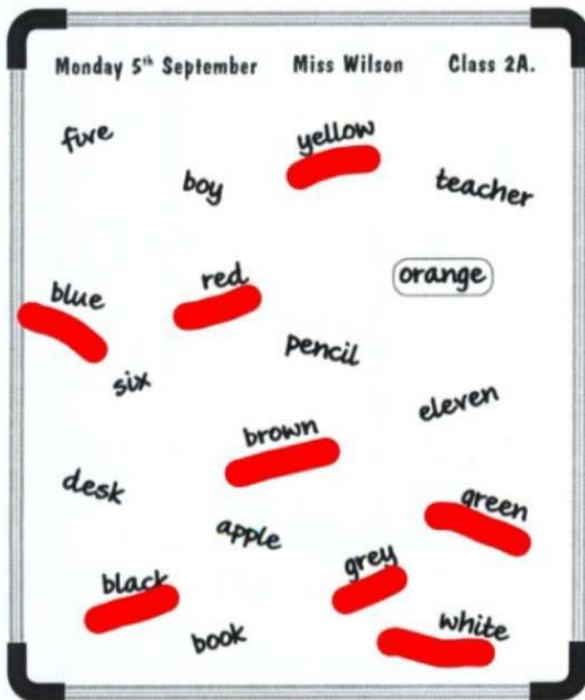 Monday 5th September Miss Wilson Class 2A.
five
yellow
boy
teacher
orange
red
blue
pencil
six
eleven
brown
desk
green
apple
grey
black
white
book